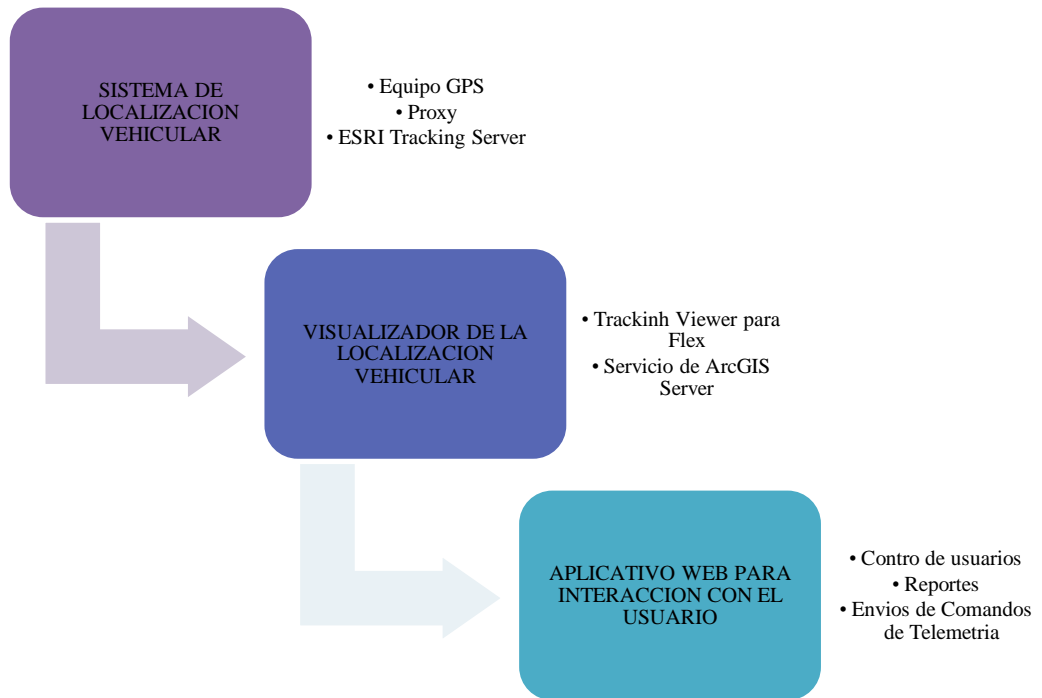 SISTEMA DE
LOCALIZACION
VEHICULAR
• Equipo GPS
• Proxy
• ESRI Tracking Server
VISUALIZADOR DE LA
LOCALIZACION
VEHICULAR
• Trackinh Viewer para
Flex
• Servicio de ArcGIS
Server
APLICATIVO WEB PARA
INTERACCION CON EL
USUARIO
• Contro de usuarios
• Reportes
• Envios de Comandos
de Telemetria